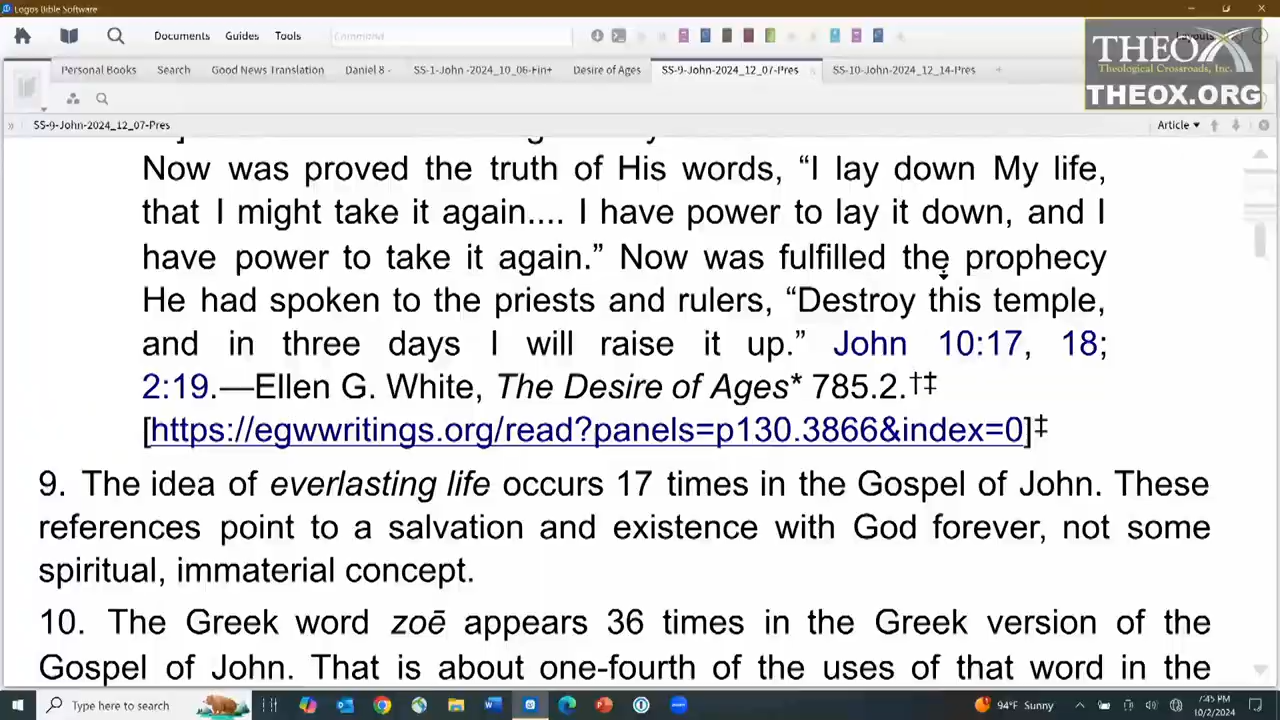 Logos Bible Software
Documents Guides Tools Command Layouts
THEOX
Theological Crossroads, Inc.
THEOX.ORG
Personal Books Search Good News Translation Daniel 8 - Desire of Ages SS-9-John-2024_12_07-Pres SS-10-John-2024_12_14-Pres +
» SS-9-John-2024_12_07-Pres Article
Now was proved the truth of His words, “I lay down My life,
that I might take it again.... I have power to lay it down, and I
have power to take it again.” Now was fulfilled the prophecy
He had spoken to the priests and rulers, “Destroy this temple,
and in three days I will raise it up.” John 10:17, 18;
2:19.—Ellen G. White, The Desire of Ages* 785.2.†‡
[https://egwwritings.org/read?panels=p130.3866&index=0]‡
9. The idea of everlasting life occurs 17 times in the Gospel of John. These
references point to a salvation and existence with God forever, not some
spiritual, immaterial concept.
10. The Greek word zoē appears 36 times in the Greek version of the
Gospel of John. That is about one-fourth of the uses of that word in the
Type here to search 94°F Sunny 7:45 PM
10/2/2024